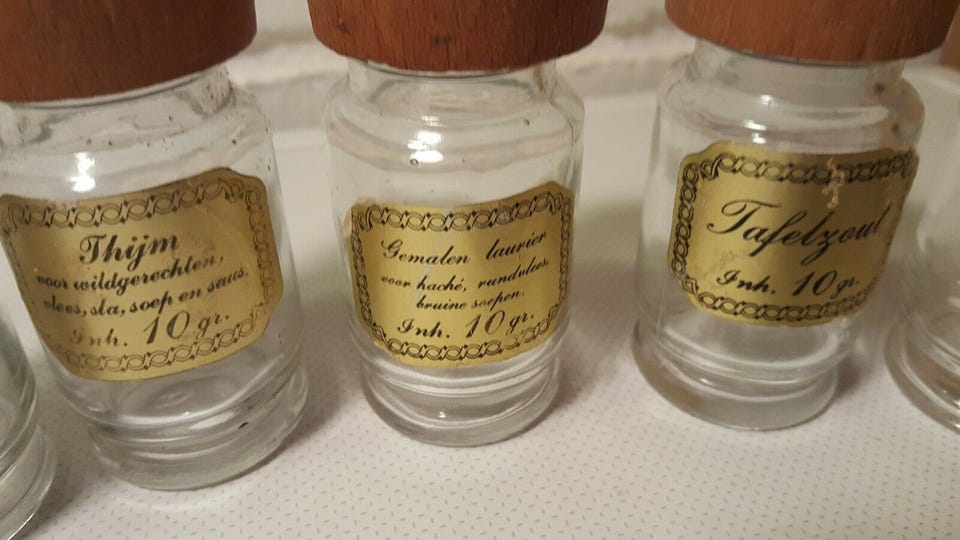 Thijm
voor wildgerechten,
vlees, sla, soep en saus.
Inh. 10 gr.
Gemalen laurier
voor haché, rundvlees,
bruine soepen.
Inh. 10 gr.
Tafelzout
Inh. 10 gr.